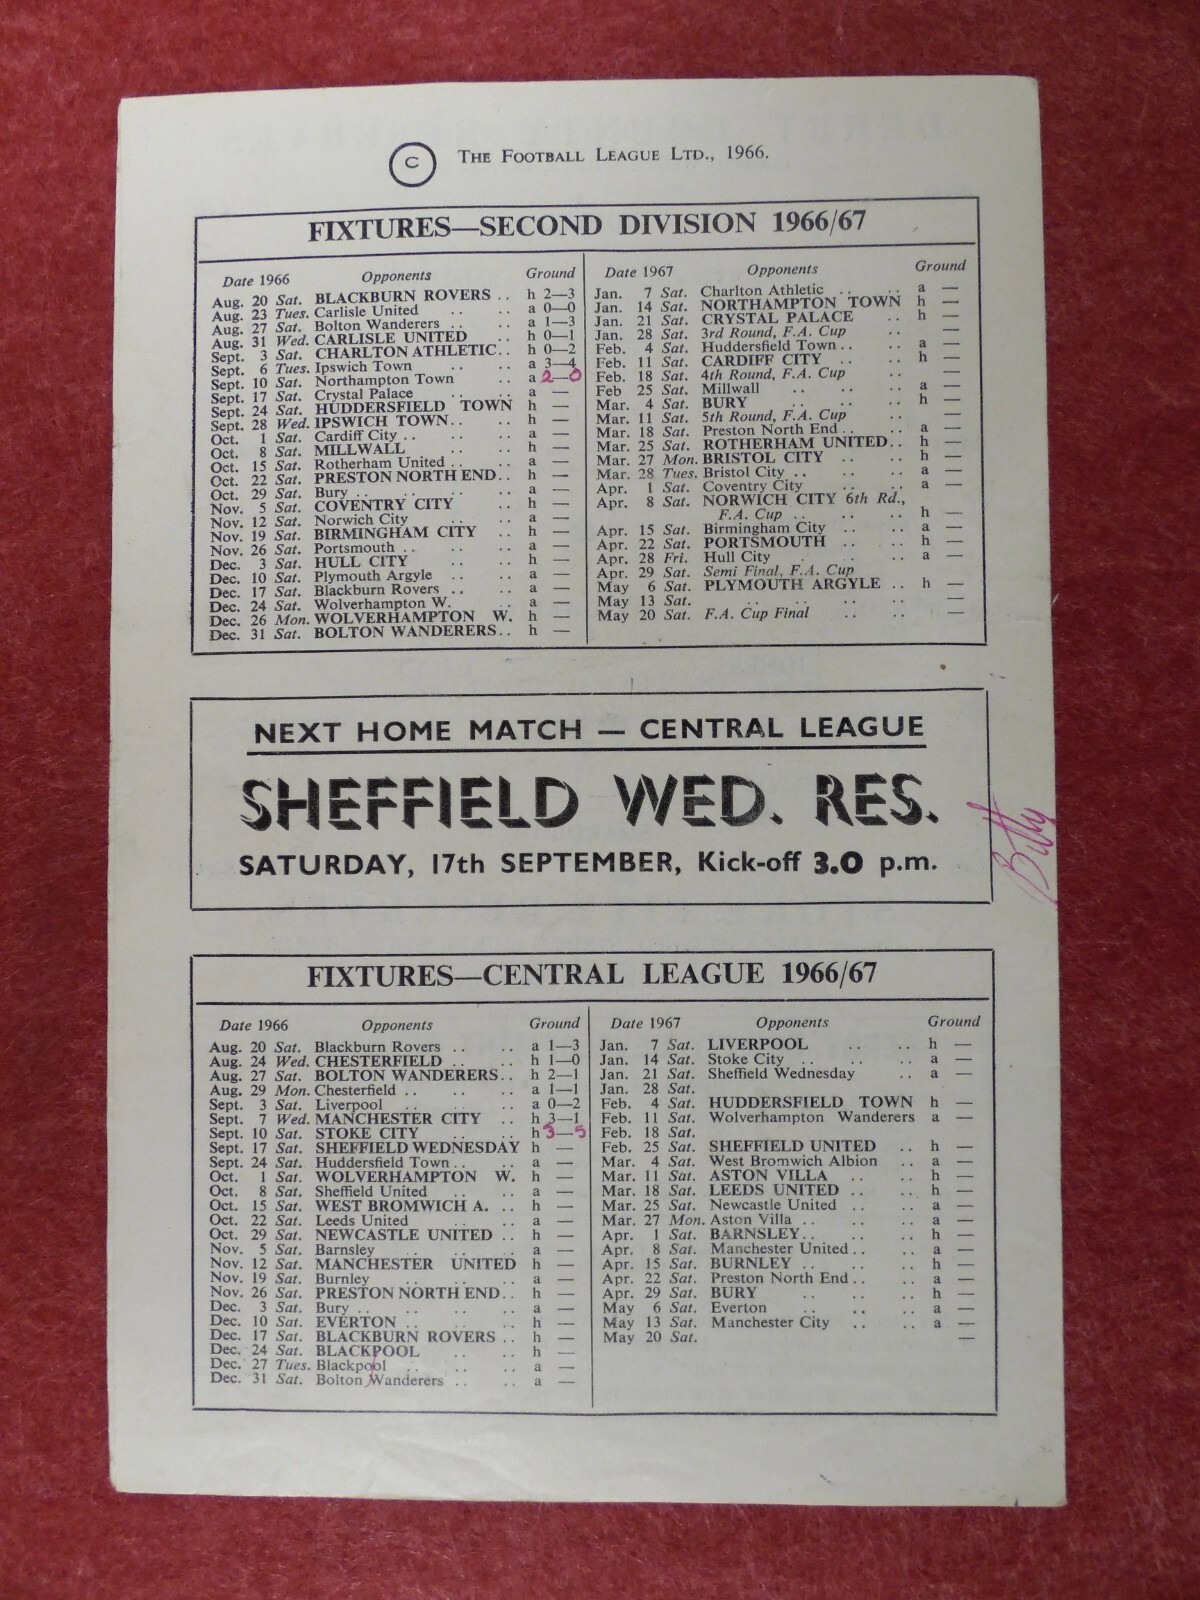 C THE FOOTBALL LEAGUE LTD., 1966.
FIXTURES—SECOND DIVISION 1966/67
Date 1966 Opponents Ground
Aug. 20 Sat. BLACKBURN ROVERS .. h 2—3
Aug. 23 Tues. Carlisle United .. .. a 0—0
Aug. 27 Sat. Bolton Wanderers .. .. a 1—3
Aug. 31 Wed. CARLISLE UNITED .. h 0—1
Sept. 3 Sat. CHARLTON ATHLETIC .. h 0—2
Sept. 6 Tues. Ipswich Town .. .. a 3—4
Sept. 10 Sat. Northampton Town .. a 2—0
Sept. 17 Sat. Crystal Palace .. .. a —
Sept. 24 Sat. HUDDERSFIELD TOWN h —
Sept. 28 Wed. IPSWICH TOWN .. .. h —
Oct. 1 Sat. Cardiff City .. .. .. a —
Oct. 8 Sat. MILLWALL .. .. h —
Oct. 15 Sat. Rotherham United .. .. a —
Oct. 22 Sat. PRESTON NORTH END .. h —
Oct. 29 Sat. Bury .. .. .. .. a —
Nov. 5 Sat. COVENTRY CITY .. h —
Nov. 12 Sat. Norwich City .. .. a —
Nov. 19 Sat. BIRMINGHAM CITY .. h —
Nov. 26 Sat. Portsmouth .. .. .. a —
Dec. 3 Sat. HULL CITY .. .. h —
Dec. 10 Sat. Plymouth Argyle .. .. a —
Dec. 17 Sat. Blackburn Rovers .. .. a —
Dec. 24 Sat. Wolverhampton W. .. a —
Dec. 26 Mon. WOLVERHAMPTON W. h —
Dec. 31 Sat. BOLTON WANDERERS .. h —
Date 1967 Opponents Ground
Jan. 7 Sat. Charlton Athletic .. .. a —
Jan. 14 Sat. NORTHAMPTON TOWN h —
Jan. 21 Sat. CRYSTAL PALACE .. h —
Jan. 28 Sat. 3rd Round, F.A. Cup .. —
Feb. 4 Sat. Huddersfield Town .. .. a —
Feb. 11 Sat. CARDIFF CITY .. .. h —
Feb. 18 Sat. 4th Round, F.A. Cup .. —
Feb 25 Sat. Millwall .. .. .. a —
Mar. 4 Sat. BURY .. .. .. h —
Mar. 11 Sat. 5th Round, F.A. Cup .. —
Mar. 18 Sat. Preston North End .. .. a —
Mar. 25 Sat. ROTHERHAM UNITED .. h —
Mar. 27 Mon. BRISTOL CITY .. .. h —
Mar. 28 Tues. Bristol City .. .. .. a —
Apr. 1 Sat. Coventry City .. .. a —
Apr. 8 Sat. NORWICH CITY 6th Rd.,
F.A. Cup .. .. .. h —
Apr. 15 Sat. Birmingham City .. .. a —
Apr. 22 Sat. PORTSMOUTH .. .. h —
Apr. 28 Fri. Hull City .. .. .. a —
Apr. 29 Sat. Semi Final, F.A. Cup —
May 6 Sat. PLYMOUTH ARGYLE .. h —
May 13 Sat. .. .. .. .. —
May 20 Sat. F.A. Cup Final .. .. —
NEXT HOME MATCH — CENTRAL LEAGUE
SHEFFIELD WED. RES.
SATURDAY, 17th SEPTEMBER, Kick-off 3.0 p.m.
FIXTURES—CENTRAL LEAGUE 1966/67
Date 1966 Opponents Ground
Aug. 20 Sat. Blackburn Rovers .. .. a 1—3
Aug. 24 Wed. CHESTERFIELD .. .. h 1—0
Aug. 27 Sat. BOLTON WANDERERS .. h 2—1
Aug. 29 Mon. Chesterfield .. .. .. a 1—1
Sept. 3 Sat. Liverpool .. .. .. a 0—2
Sept. 7 Wed. MANCHESTER CITY .. h 3—1
Sept. 10 Sat. STOKE CITY .. .. h 3—5
Sept. 17 Sat. SHEFFIELD WEDNESDAY h —
Sept. 24 Sat. Huddersfield Town .. .. a —
Oct. 1 Sat. WOLVERHAMPTON W. h —
Oct. 8 Sat. Sheffield United .. .. a —
Oct. 15 Sat. WEST BROMWICH A. .. h —
Oct. 22 Sat. Leeds United .. .. a —
Oct. 29 Sat. NEWCASTLE UNITED .. h —
Nov. 5 Sat. Barnsley .. .. .. a —
Nov. 12 Sat. MANCHESTER UNITED h —
Nov. 19 Sat. Burnley .. .. .. a —
Nov. 26 Sat. PRESTON NORTH END .. h —
Dec. 3 Sat. Bury .. .. .. .. a —
Dec. 10 Sat. EVERTON .. .. .. h —
Dec. 17 Sat. BLACKBURN ROVERS .. h —
Dec. 24 Sat. BLACKPOOL .. .. h —
Dec. 27 Tues. Blackpool .. .. .. a —
Dec. 31 Sat. Bolton Wanderers .. .. a —
Date 1967 Opponents Ground
Jan. 7 Sat. LIVERPOOL .. .. h —
Jan. 14 Sat. Stoke City .. .. .. a —
Jan. 21 Sat. Sheffield Wednesday .. a —
Jan. 28 Sat.
Feb. 4 Sat. HUDDERSFIELD TOWN h —
Feb. 11 Sat. Wolverhampton Wanderers a —
Feb. 18 Sat.
Feb. 25 Sat. SHEFFIELD UNITED .. h —
Mar. 4 Sat. West Bromwich Albion .. a —
Mar. 11 Sat. ASTON VILLA .. .. h —
Mar. 18 Sat. LEEDS UNITED .. .. h —
Mar. 25 Sat. Newcastle United .. .. a —
Mar. 27 Mon. Aston Villa .. .. .. a —
Apr. 1 Sat. BARNSLEY .. .. .. h —
Apr. 8 Sat. Manchester United .. .. a —
Apr. 15 Sat. BURNLEY .. .. .. h —
Apr. 22 Sat. Preston North End .. .. a —
Apr. 29 Sat. BURY .. .. .. h —
May 6 Sat. Everton .. .. .. a —
May 13 Sat. Manchester City .. .. a —
May 20 Sat. —